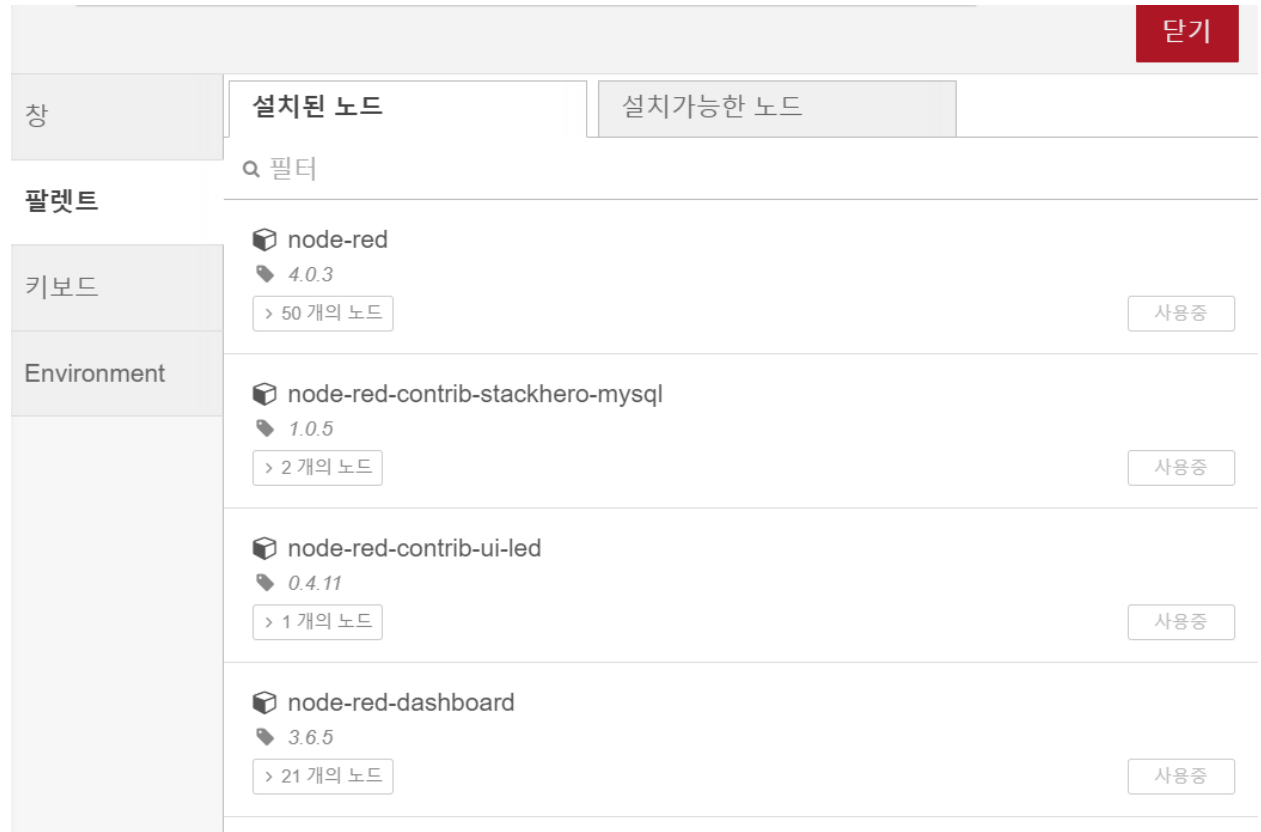 닫기
창
설치된 노드
설치가능한 노드
필터
팔렛트
node-red
4.0.3
> 50 개의 노드
사용중
키보드
Environment
node-red-contrib-stackhero-mysql
1.0.5
> 2 개의 노드
사용중
node-red-contrib-ui-led
0.4.11
> 1 개의 노드
사용중
node-red-dashboard
3.6.5
> 21 개의 노드
사용중